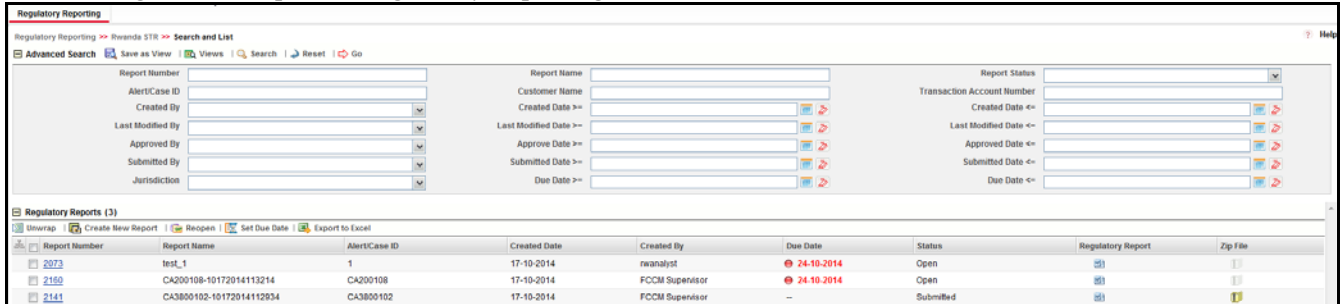 Regulatory Reporting
Regulatory Reporting >> Rwanda STR >> Search and List ? Help
Advanced Search Save as View | Views | Search | Reset | Go
Report Number Report Name Report Status
Alert/Case ID Customer Name Transaction Account Number
Created By Created Date >= Created Date <=
Last Modified By Last Modified Date >= Last Modified Date <=
Approved By Approve Date >= Approved Date <=
Submitted By Submitted Date >= Submitted Date <=
Jurisdiction Due Date >= Due Date <=
Regulatory Reports (3)
Unwrap | Create New Report | Reopen | Set Due Date | Export to Excel
Report Number Report Name Alert/Case ID Created Date Created By Due Date Status Regulatory Report Zip File
2073 test_1 1 17-10-2014 rwanalyst 24-10-2014 Open
2160 CA200108-10172014113214 CA200108 17-10-2014 FCCM Supervisor 24-10-2014 Open
2141 CA3800102-10172014112934 CA3800102 17-10-2014 FCCM Supervisor -- Submitted